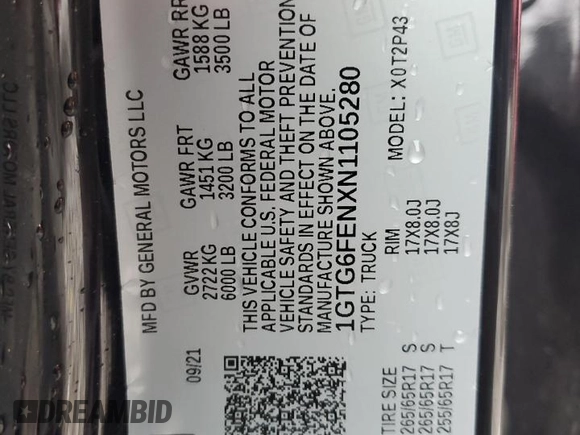 MFD BY GENERAL MOTORS LLC
09/21
GVWR GAWR FRT GAWR RR
2722 KG 1451 KG 1588 KG
6000 LB 3200 LB 3500 LB
THIS VEHICLE CONFORMS TO ALL
APPLICABLE U.S. FEDERAL MOTOR
VEHICLE SAFETY AND THEFT PREVENTION
STANDARDS IN EFFECT ON THE DATE OF
MANUFACTURE SHOWN ABOVE.
1GTG6FENXN1105280
TYPE: TRUCK MODEL: X0T2P43
TIRE SIZE RIM
265/65R17 S 17X8.0J
265/65R17 S 17X8.0J
255/65R17 T 17X8J
DREAMBID